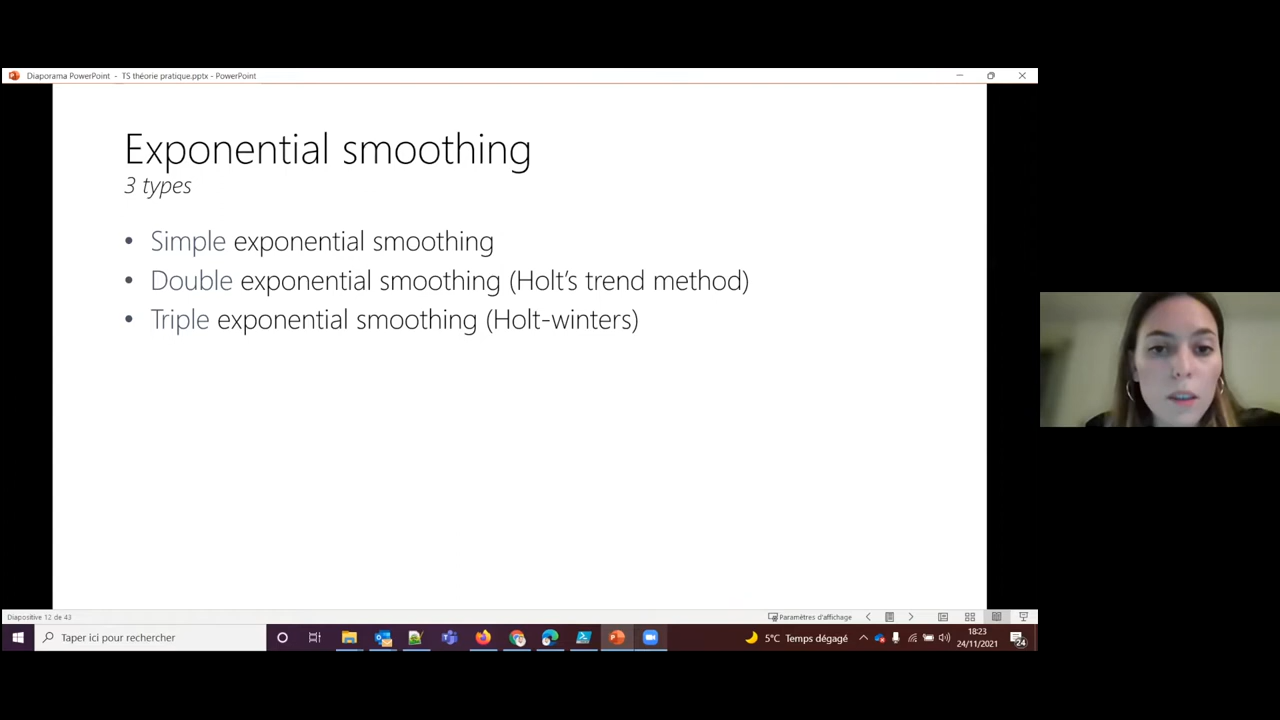 Diaporama PowerPoint - TS théorie pratique.pptx - PowerPoint
Exponential smoothing
3 types
• Simple exponential smoothing
• Double exponential smoothing (Holt’s trend method)
• Triple exponential smoothing (Holt-winters)
Diapositive 12 de 43
Paramètres d'affichage
Taper ici pour rechercher
5°C Temps dégagé
18:23
24/11/2021
24